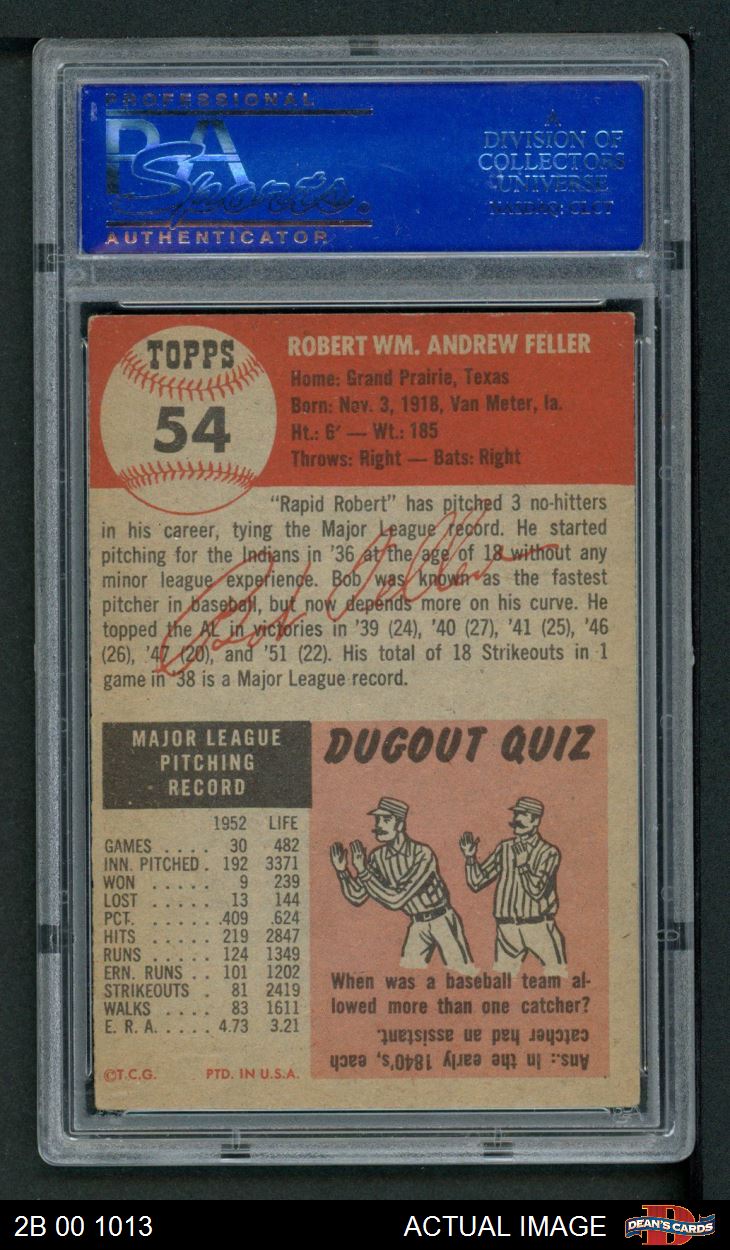 PROFESSIONAL
PSA
Sports.
AUTHENTICATOR
A
DIVISION OF
COLLECTORS
UNIVERSE
NASDAQ: CLCT
TOPPS
54
ROBERT WM. ANDREW FELLER
Home: Grand Prairie, Texas
Born: Nov. 3, 1918, Van Meter, Ia.
Ht.: 6' — Wt.: 185
Throws: Right — Bats: Right
"Rapid Robert" has pitched 3 no-hitters
in his career, tying the Major League record. He started
pitching for the Indians in '36 at the age of 18 without any
minor league experience. Bob was known as the fastest
pitcher in baseball, but now depends more on his curve. He
topped the AL in victories in '39 (24), '40 (27), '41 (25), '46
(26), '47 (20), and '51 (22). His total of 18 Strikeouts in 1
game in '38 is a Major League record.
Bob Feller
MAJOR LEAGUE
PITCHING
RECORD
1952 LIFE
GAMES .... 30 482
INN. PITCHED. 192 3371
WON ..... 9 239
LOST ..... 13 144
PCT. ..... .409 .624
HITS ..... 219 2847
RUNS ..... 124 1349
ERN. RUNS .. 101 1202
STRIKEOUTS . 81 2419
WALKS .... 83 1611
E. R. A. .... 4.73 3.21
©T.C.G. PTD. IN U.S.A.
DUGOUT QUIZ
When was a baseball team al-
lowed more than one catcher?
Ans.: In the early 1840's, each
catcher had an assistant.
2B 00 1013
ACTUAL IMAGE
DEAN'S CARDS